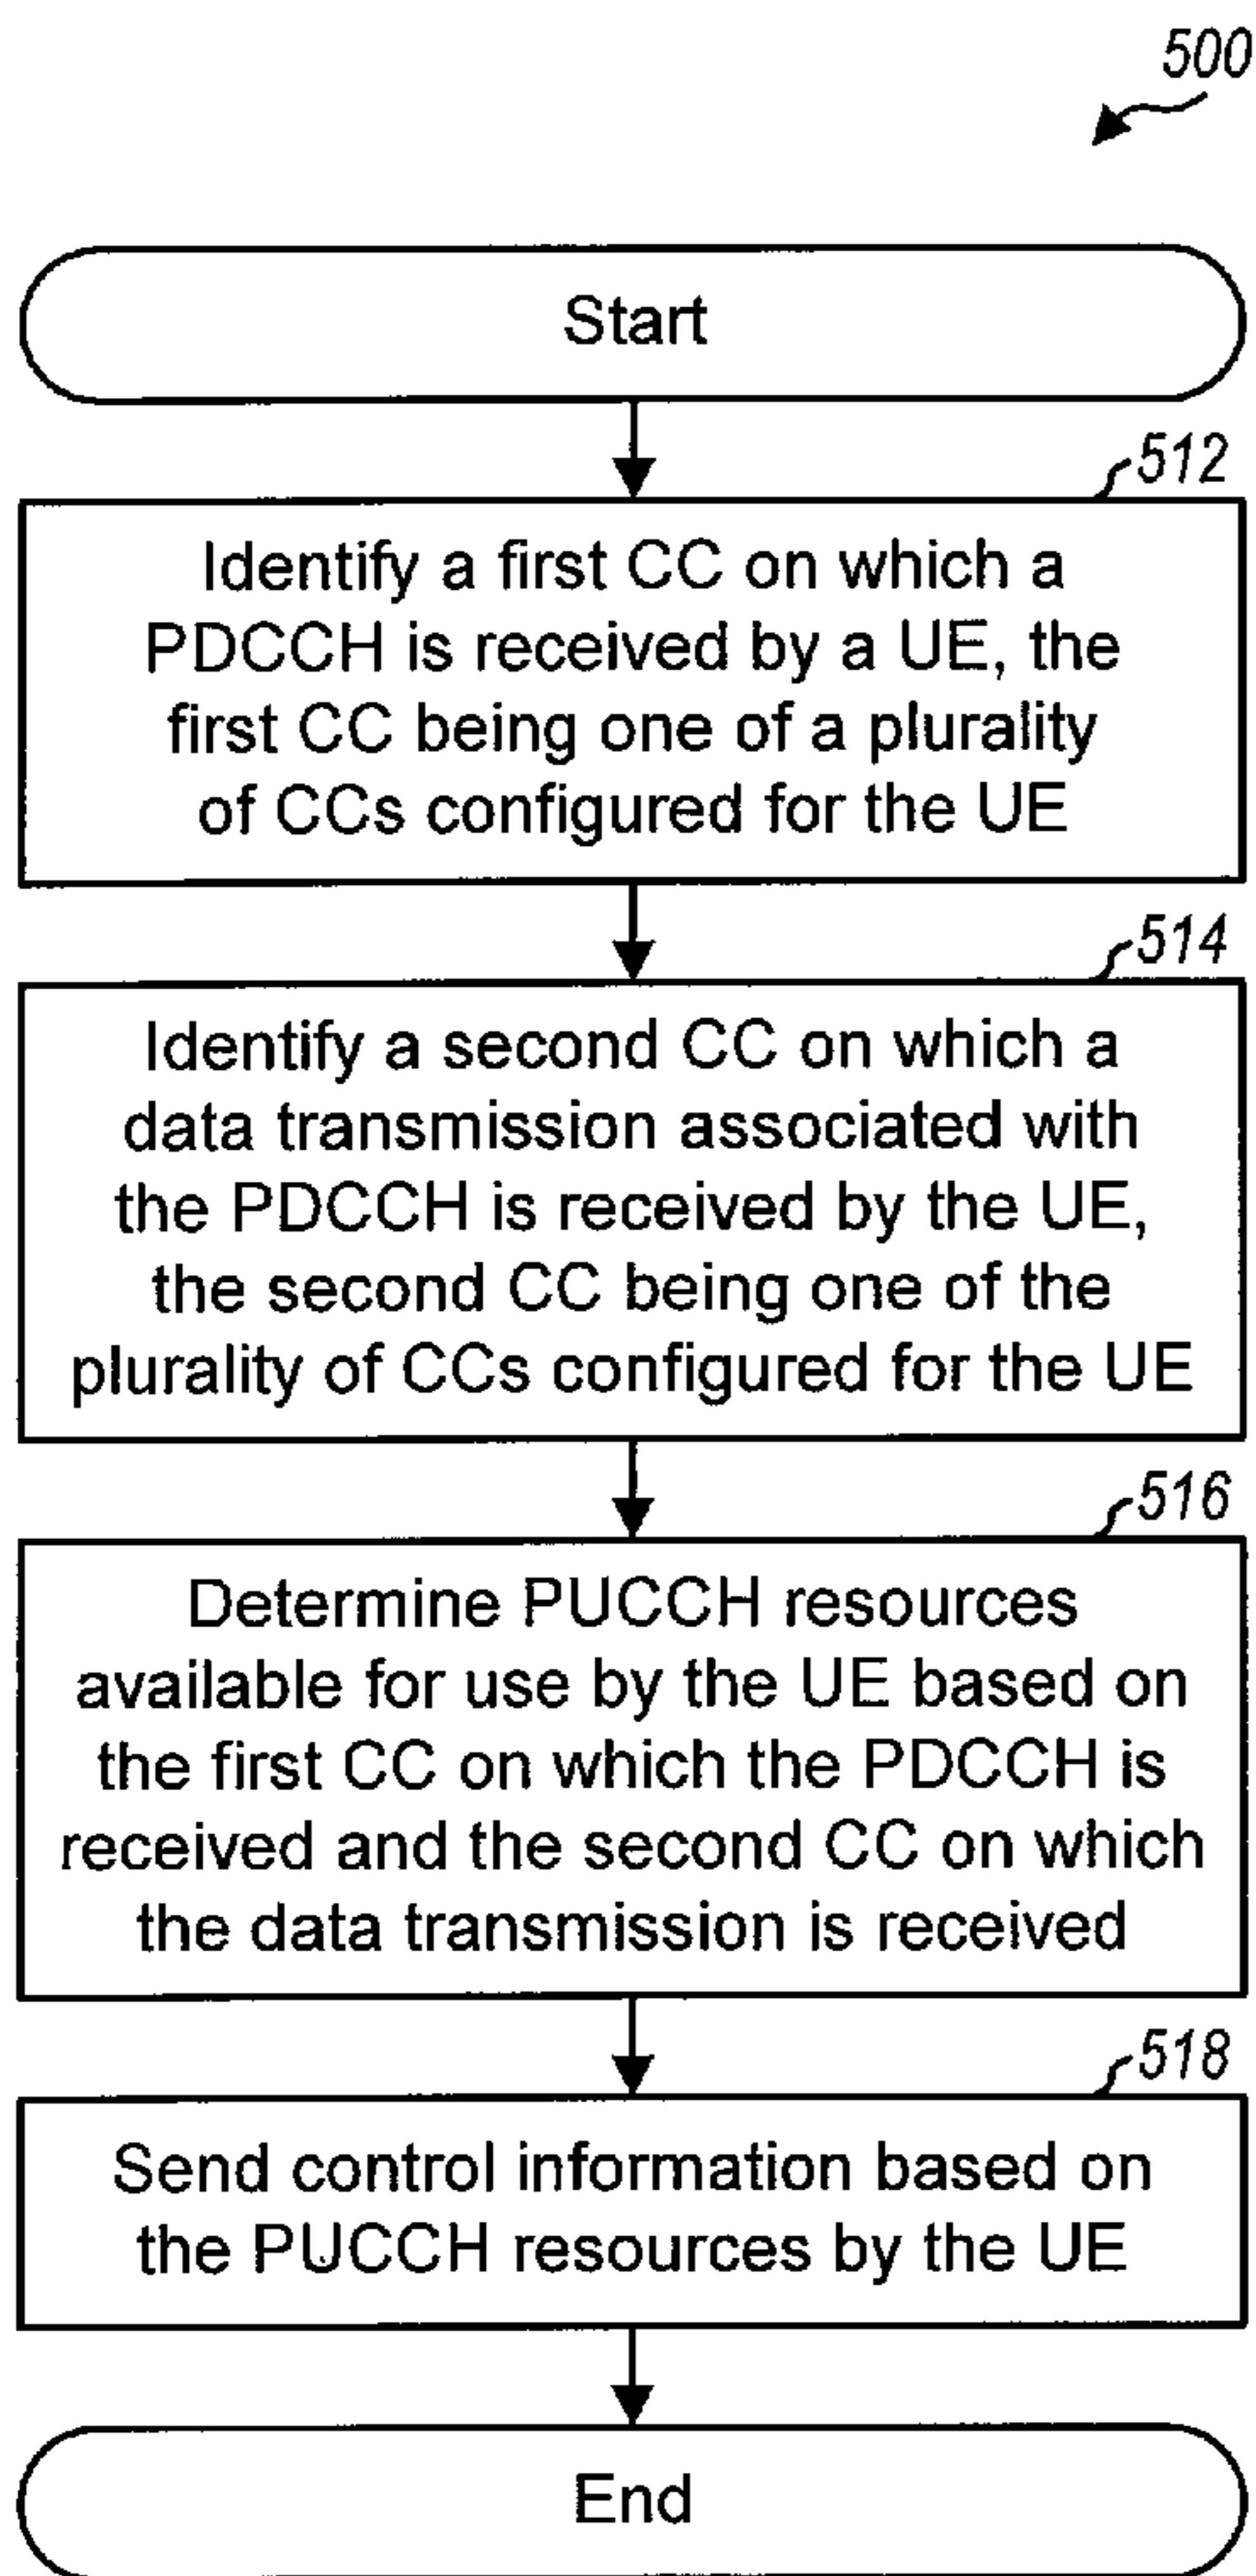 500
Start
512
Identify a first CC on which a
PDCCH is received by a UE, the
first CC being one of a plurality
of CCs configured for the UE
514
Identify a second CC on which a
data transmission associated with
the PDCCH is received by the UE,
the second CC being one of the
plurality of CCs configured for the UE
516
Determine PUCCH resources
available for use by the UE based on
the first CC on which the PDCCH is
received and the second CC on which
the data transmission is received
518
Send control information based on
the PUCCH resources by the UE
End